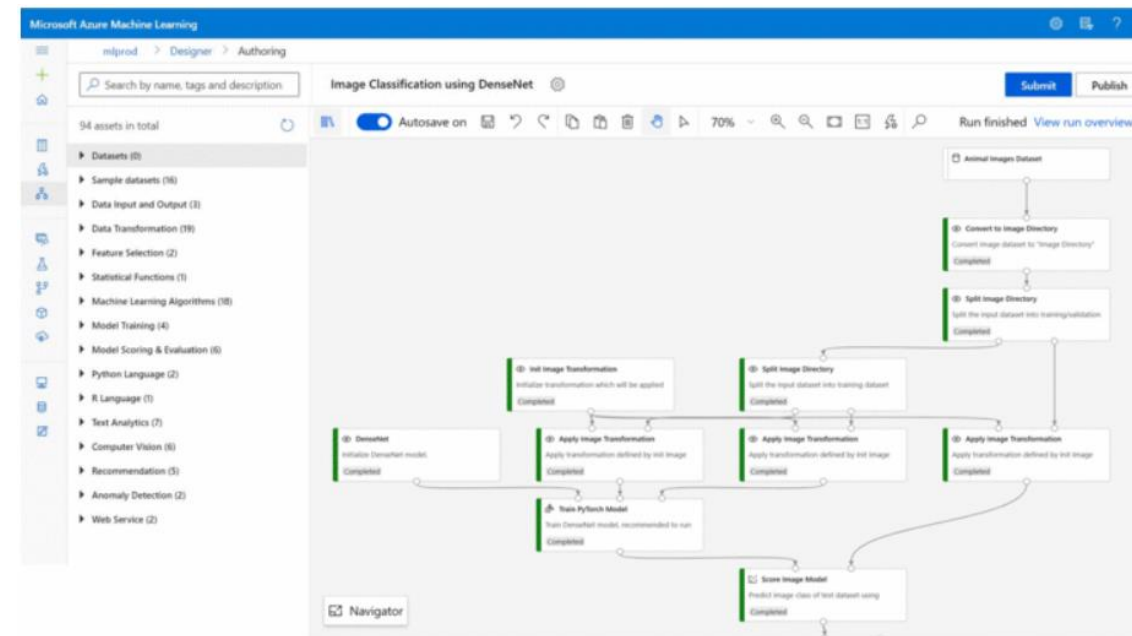 Microsoft Azure Machine Learning
mlprod > Designer > Authoring
Search by name, tags and description
94 assets in total
Datasets (0)
Sample datasets (16)
Data Input and Output (3)
Data Transformation (19)
Feature Selection (2)
Statistical Functions (1)
Machine Learning Algorithms (18)
Model Training (4)
Model Scoring & Evaluation (6)
Python Language (2)
R Language (1)
Text Analytics (7)
Computer Vision (6)
Recommendation (5)
Anomaly Detection (2)
Web Service (2)
Image Classification using DenseNet
Submit
Publish
Autosave on
70%
Run finished View run overview
Animal Images Dataset
Convert to Image Directory
Convert image dataset to "Image Directory"
Completed
Split Image Directory
Split the input dataset into training/validation
Completed
Init Image Transformation
Initialize transformation which will be applied
Completed
Split Image Directory
Split the input dataset into training dataset
Completed
DenseNet
Initialize DenseNet model.
Completed
Apply Image Transformation
Apply transformation defined by Init Image
Completed
Apply Image Transformation
Apply transformation defined by Init Image
Completed
Apply Image Transformation
Apply transformation defined by Init Image
Completed
Train PyTorch Model
Train DenseNet model, recommended to run
Completed
Score Image Model
Predict image class of test dataset using
Completed
Navigator